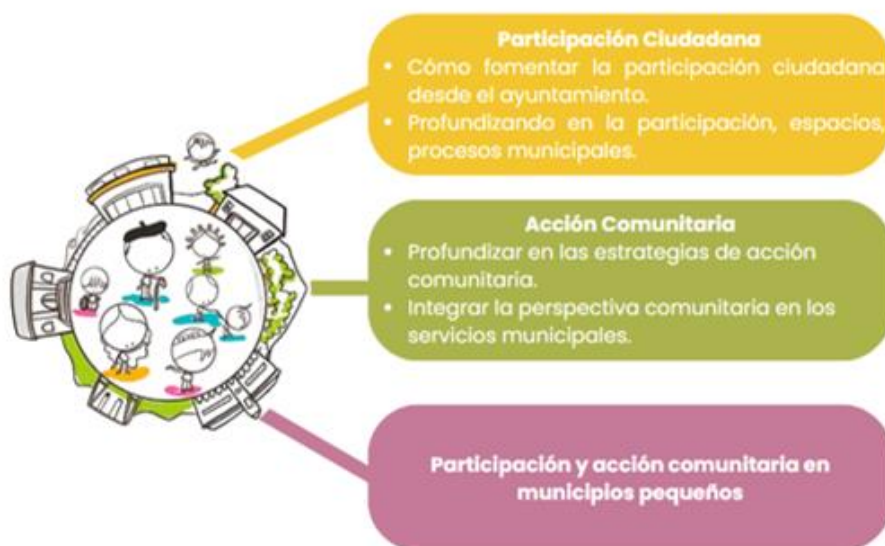 Participación Ciudadana
• Cómo fomentar la participación ciudadana
desde el ayuntamiento.
• Profundizando en la participación, espacios,
procesos municipales.
Acción Comunitaria
• Profundizar en las estrategias de acción
comunitaria.
• Integrar la perspectiva comunitaria en los
servicios municipales.
Participación y acción comunitaria en
municipios pequeños